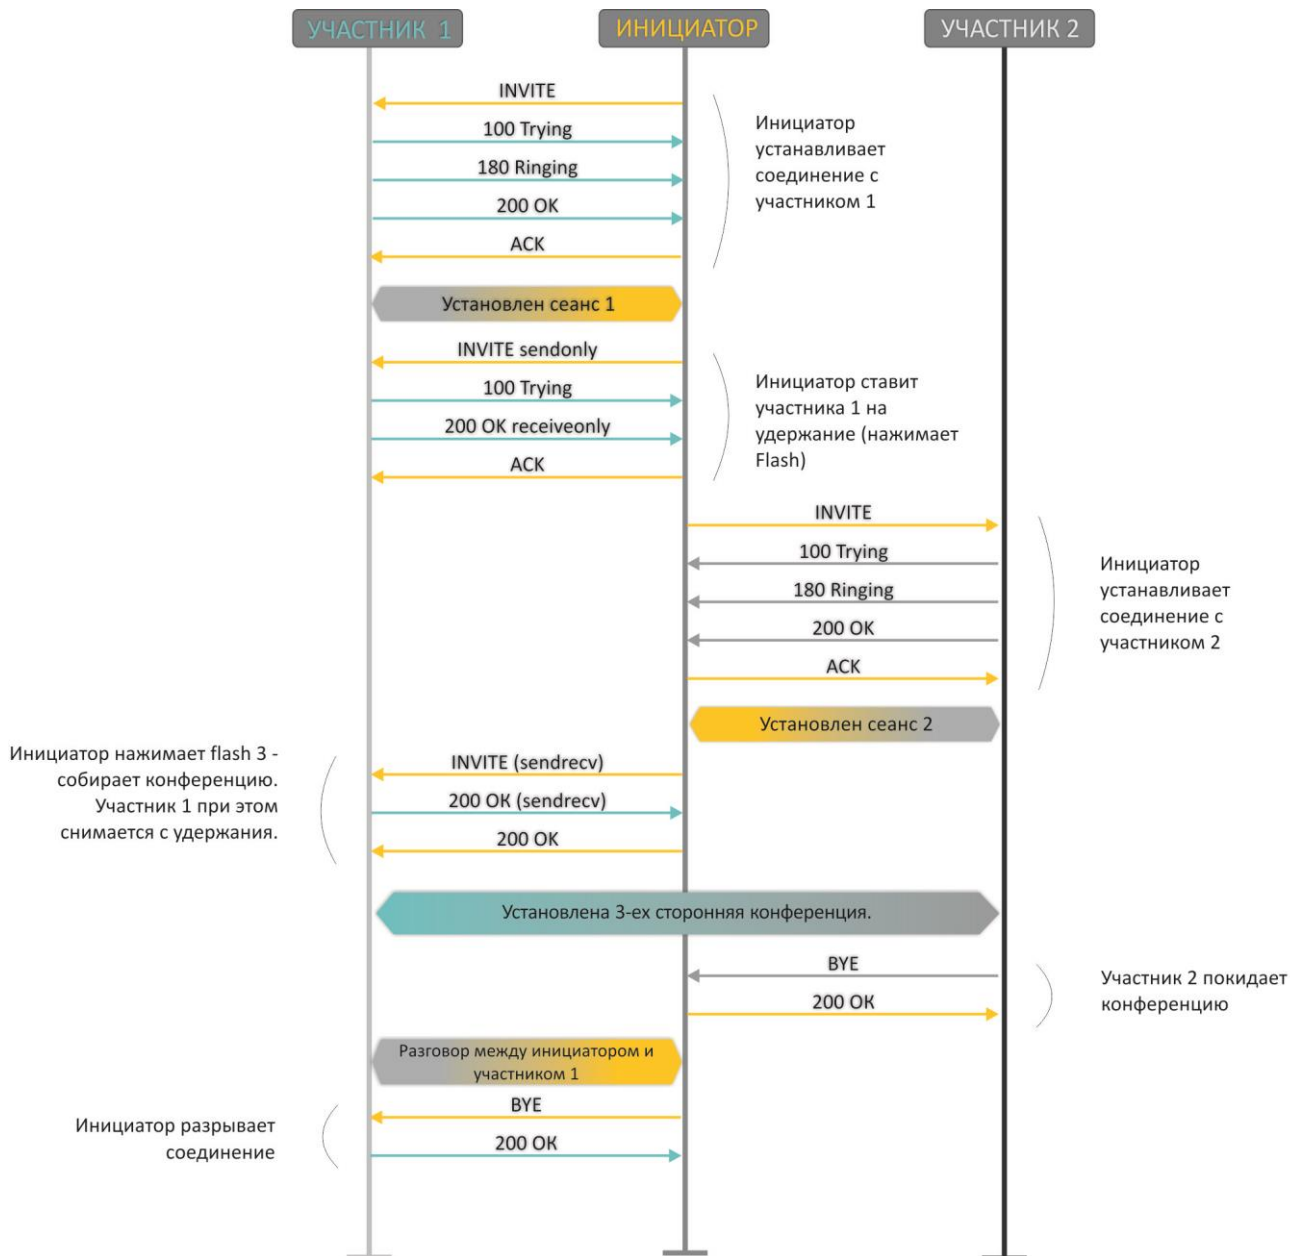 УЧАСТНИК 1
ИНИЦИАТОР
УЧАСТНИК 2
INVITE
100 Trying
180 Ringing
200 OK
ACK
Инициатор
устанавливает
соединение с
участником 1
Установлен сеанс 1
INVITE sendonly
100 Trying
200 OK receiveonly
ACK
Инициатор ставит
участника 1 на
удержание (нажимает
Flash)
INVITE
100 Trying
180 Ringing
200 OK
ACK
Инициатор
устанавливает
соединение с
участником 2
Установлен сеанс 2
Инициатор нажимает flash 3 -
собирает конференцию.
Участник 1 при этом
снимается с удержания.
INVITE (sendrecv)
200 OK (sendrecv)
200 OK
Установлена 3-ех сторонняя конференция.
BYE
200 OK
Участник 2 покидает
конференцию
Разговор между инициатором и
участником 1
BYE
200 OK
Инициатор разрывает
соединение